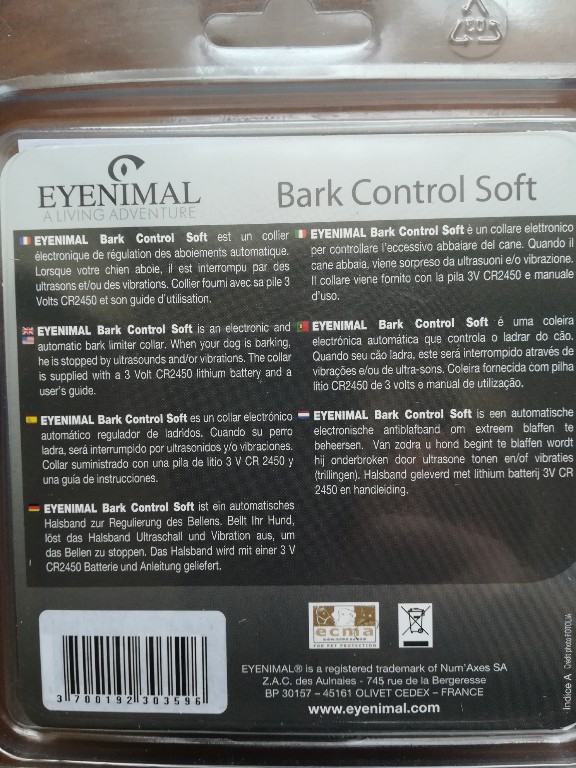 EYENIMAL
A LIVING ADVENTURE
Bark Control Soft
EYENIMAL Bark Control Soft est un collier
électronique de régulation des aboiements automatique.
Lorsque votre chien aboie, il est interrompu par des
ultrasons et/ou des vibrations. Collier fourni avec sa pile 3
Volts CR2450 et son guide d'utilisation.
EYENIMAL Bark Control Soft is an electronic and
automatic bark limiter collar. When your dog is barking,
he is stopped by ultrasounds and/or vibrations. The collar
is supplied with a 3 Volt CR2450 lithium battery and a
user's guide.
EYENIMAL Bark Control Soft es un collar electrónico
automático regulador de ladridos. Cuando su perro
ladra, será interrumpido por ultrasonidos y/o vibraciones.
Collar suministrado con una pila de litio 3 V CR 2450 y
una guía de instrucciones.
EYENIMAL Bark Control Soft ist ein automatisches
Halsband zur Regulierung des Bellens. Bellt Ihr Hund,
löst das Halsband Ultraschall und Vibration aus, um
das Bellen zu stoppen. Das Halsband wird mit einer 3 V
CR2450 Batterie und Anleitung geliefert.
EYENIMAL Bark Control Soft è un collare elettronico
per controllare l'eccessivo abbaiare del cane. Quando il
cane abbaia, viene sorpreso da ultrasuoni e/o vibrazione.
Il collare viene fornito con la pila 3V CR2450 e manuale
d'uso.
EYENIMAL Bark Control Soft é uma coleira
electrónica automática que controla o ladrar do cão.
Quando seu cão ladra, este será interrompido através de
vibrações e/ou de ultra-sons. Coleira fornecida com pilha
lítio CR2450 de 3 volts e manual de utilização.
EYENIMAL Bark Control Soft is een automatische
electronische antiblafband om extreem blaffen te
beheersen. Van zodra u hond begint te blaffen wordt
hij onderbroken door ultrasone tonen en/of vibraties
(trillingen). Halsband geleverd met lithium batterij 3V CR
2450 en handleiding.
3 700192 303596
ecma
FOR PET PROTECTION
EYENIMAL® is a registered trademark of Num'Axes SA
Z.A.C. des Aulnaies - 745 rue de la Bergeresse
BP 30157 – 45161 OLIVET CEDEX – FRANCE
www.eyenimal.com
Indice A Credit photo FOTOLIA